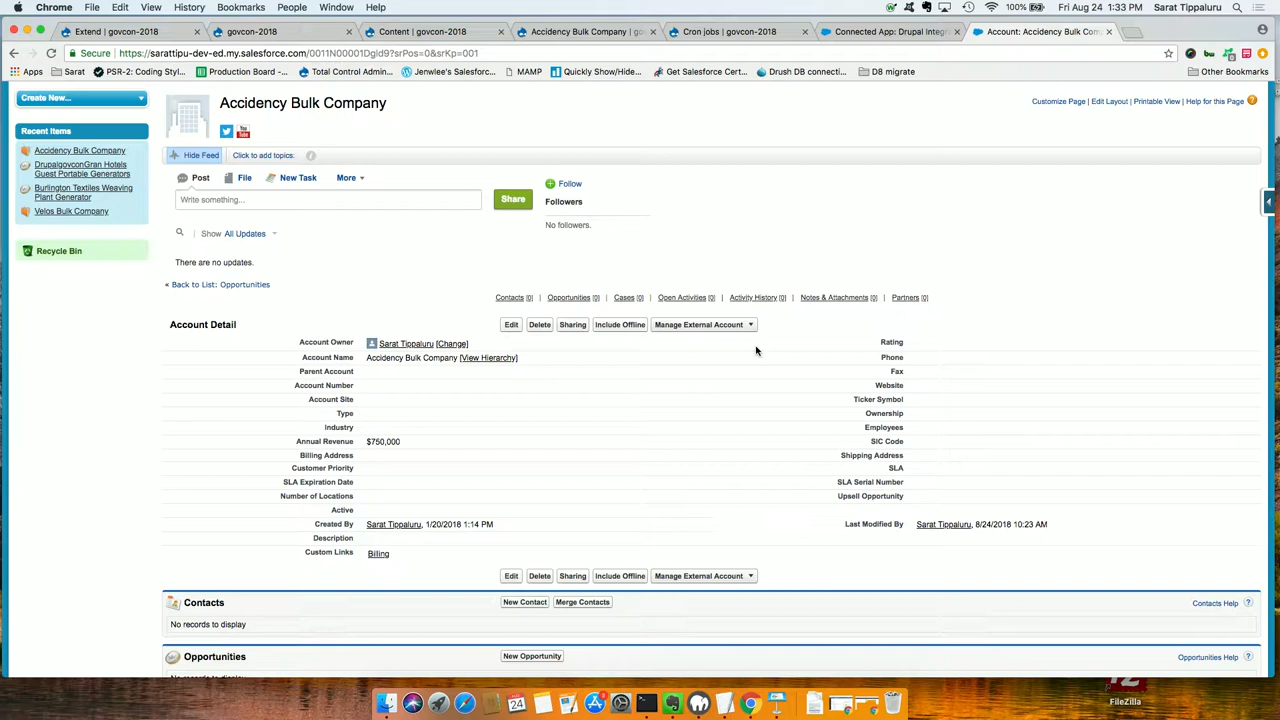 Chrome File Edit View History Bookmarks People Window Help 100% Fri Aug 24 1:33 PM Sarat Tippaluru
Extend | govcon-2018 × govcon-2018 × Content | govcon-2018 × Accidency Bulk Company | go × Cron jobs | govcon-2018 × Connected App: Drupal Integr × Account: Accidency Bulk Com ×
Secure https://sarattipu-dev-ed.my.salesforce.com/0011N00001DgId9?srPos=0&srKp=001
Apps Sarat PSR-2: Coding Styl... Production Board -... Total Control Admin... Jenwlee's Salesforc... MAMP Quickly Show/Hide... Get Salesforce Cert... Drush DB connecti... D8 migrate Other Bookmarks
Create New...
Recent Items
Accidency Bulk Company
DrupalgovconGran Hotels
Guest Portable Generators
Burlington Textiles Weaving
Plant Generator
Velos Bulk Company
Recycle Bin
Accidency Bulk Company
Customize Page | Edit Layout | Printable View | Help for this Page ?
You Tube
Hide Feed Click to add topics: i
Post File New Task More
Write something... Share
Follow
Followers
No followers.
Show All Updates
There are no updates.
« Back to List: Opportunities
Contacts [0] | Opportunities [0] | Cases [0] | Open Activities [0] | Activity History [0] | Notes & Attachments [0] | Partners [0]
Account Detail Edit Delete Sharing Include Offline Manage External Account
Account Owner Sarat Tippaluru [Change] Rating
Account Name Accidency Bulk Company [View Hierarchy] Phone
Parent Account Fax
Account Number Website
Account Site Ticker Symbol
Type Ownership
Industry Employees
Annual Revenue $750,000 SIC Code
Billing Address Shipping Address
Customer Priority SLA
SLA Expiration Date SLA Serial Number
Number of Locations Upsell Opportunity
Active
Created By Sarat Tippaluru, 1/20/2018 1:14 PM Last Modified By Sarat Tippaluru, 8/24/2018 10:23 AM
Description
Custom Links Billing
Edit Delete Sharing Include Offline Manage External Account
Contacts New Contact Merge Contacts Contacts Help ?
No records to display
Opportunities New Opportunity Opportunities Help ?
No records to display
24
FileZilla